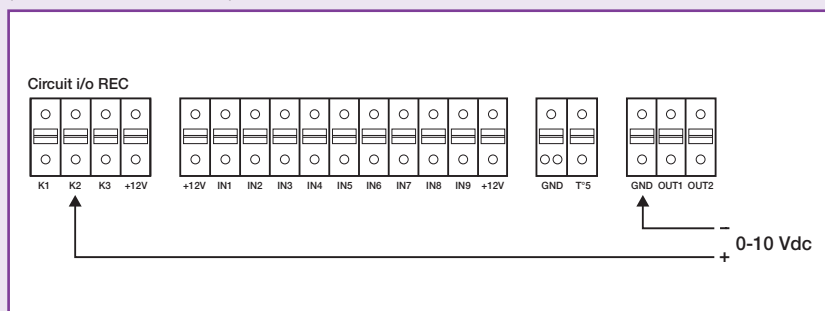 Circuit i/o REC
K1 K2 K3 +12V +12V IN1 IN2 IN3 IN4 IN5 IN6 IN7 IN8 IN9 +12V GND T°5 GND OUT1 OUT2
−
0-10 Vdc
+